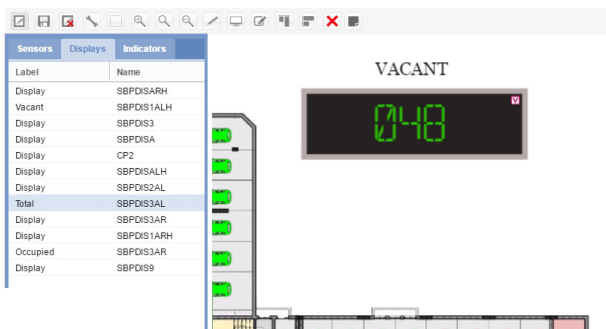 Sensors Displays Indicators
Label Name
Display SBPDISARH
Vacant SBPDIS1ALH
Display SBPDIS3
Display SBPDISA
Display CP2
Display SBPDISALH
Display SBPDIS2AL
Total SBPDIS3AL
Display SBPDIS3AR
Display SBPDIS1ARH
Occupied SBPDIS3AR
Display SBPDIS9
VACANT
V
048